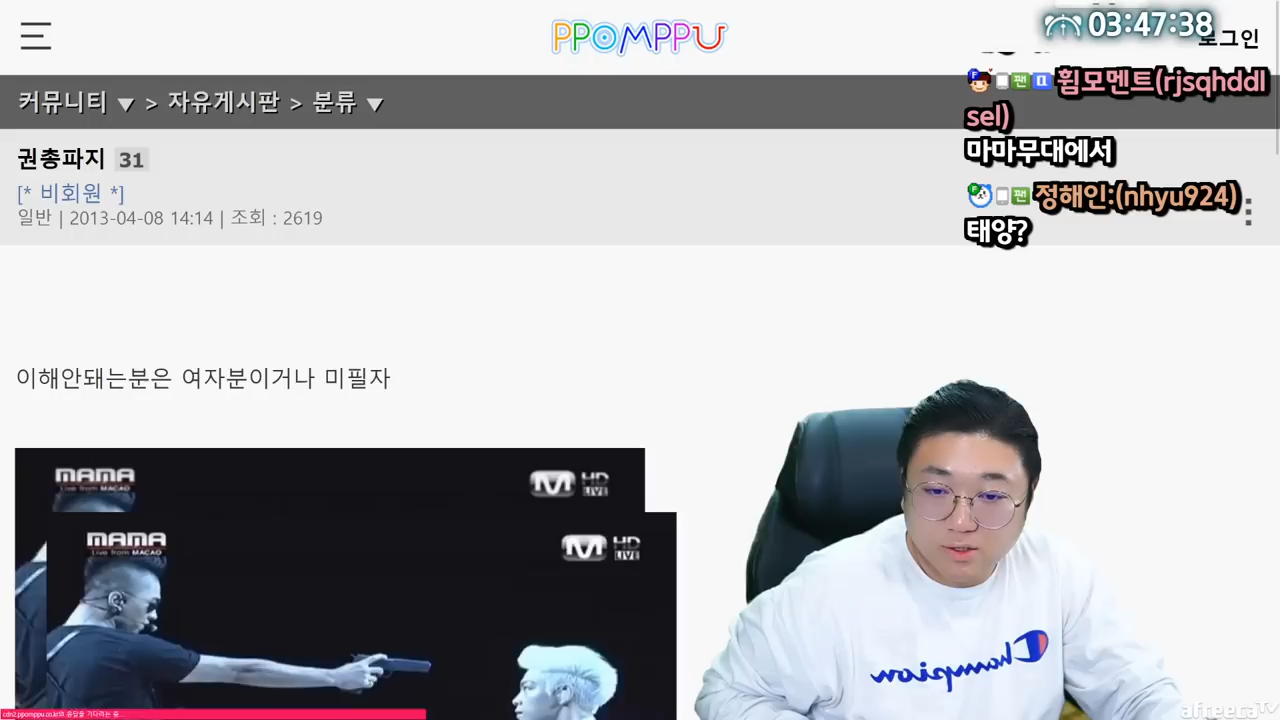 PPOMPPU
03:47:38
로그인
커뮤니티 ▼ > 자유게시판 > 분류 ▼
권총파지 31
[* 비회원 *]
일반 | 2013-04-08 14:14 | 조회 : 2619
휨모멘트(rjsqhddl
sel)
마마무대에서
정해인:(nhyu924)
태양?
이해안돼는분은 여자분이거나 미필자
MAMA
Live from MACAO
HD
LIVE
MAMA
Live from MACAO
HD
LIVE
Champion
afreecaTV